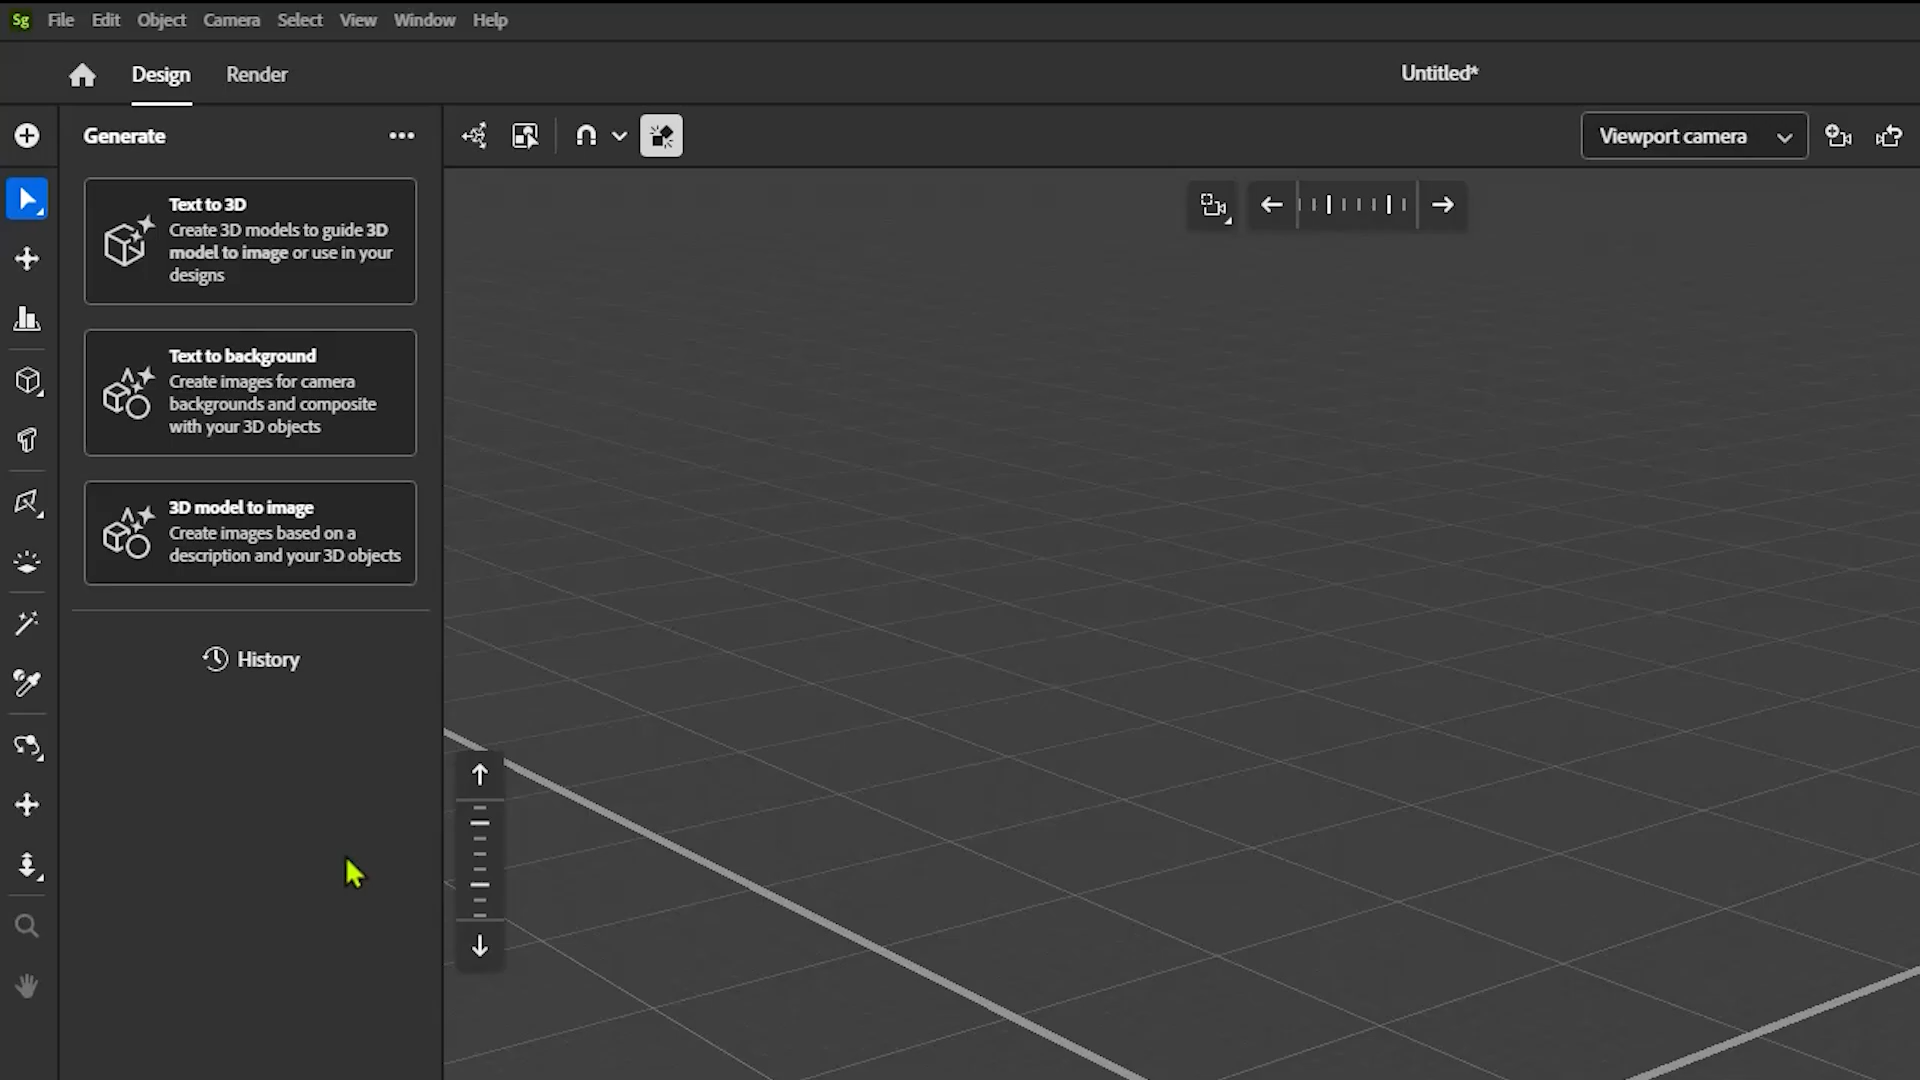 Sg File Edit Object Camera Select View Window Help
Design Render Untitled*
Generate
Viewport camera
Text to 3D
Create 3D models to guide 3D
model to image or use in your
designs
Text to background
Create images for camera
backgrounds and composite
with your 3D objects
3D model to image
Create images based on a
description and your 3D objects
History